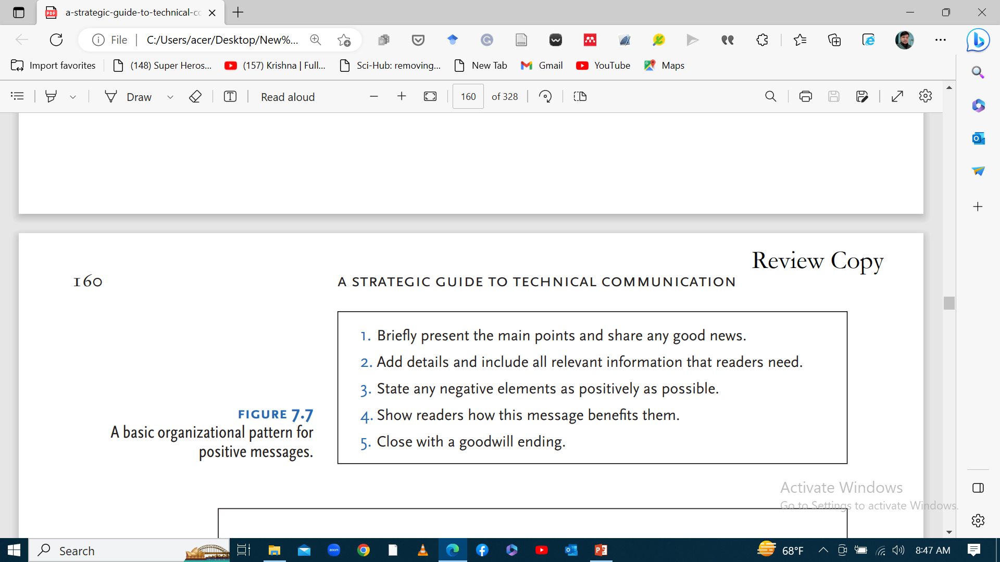 a-strategic-guide-to-technical-cc
File
C:/Users/acer/Desktop/New%...
Import favorites
(148) Super Heros...
(157) Krishna | Full...
Sci-Hub: removing...
New Tab
Gmail
YouTube
Maps
Draw
Read aloud
160 of 328
Review Copy
160
A STRATEGIC GUIDE TO TECHNICAL COMMUNICATION
1. Briefly present the main points and share any good news.
2. Add details and include all relevant information that readers need.
3. State any negative elements as positively as possible.
4. Show readers how this message benefits them.
5. Close with a goodwill ending.
FIGURE 7.7
A basic organizational pattern for
positive messages.
Activate Windows
Go to Settings to activate Windows.
Search
zoom
68°F
8:47 AM